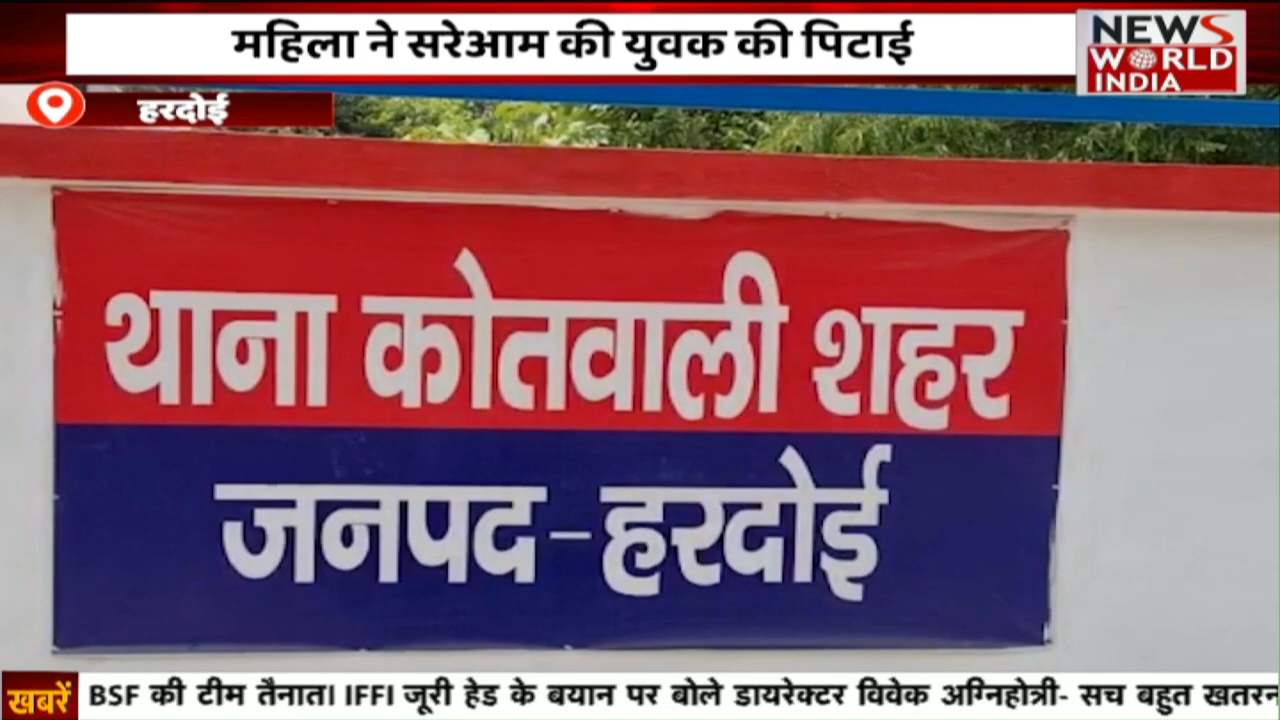 महिला ने सरेआम की युवक की पिटाई
NEWS
WORLD
INDIA
हरदोई
थाना कोतवाली शहर
जनपद-हरदोई
खबरें
BSF की टीम तैनात। IFFI जूरी हेड के बयान पर बोले डायरेक्टर विवेक अग्निहोत्री- सच बहुत